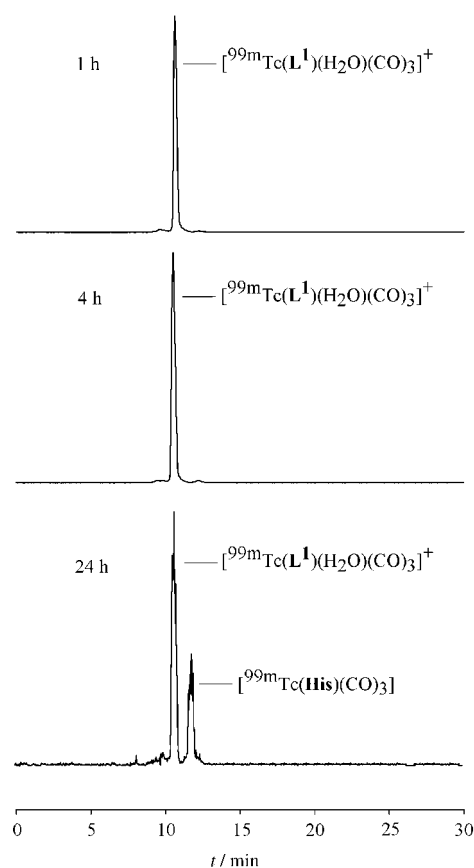 1 h
[⁹⁹ᵐTc(L¹)(H₂O)(CO)₃]⁺
4 h
[⁹⁹ᵐTc(L¹)(H₂O)(CO)₃]⁺
24 h
[⁹⁹ᵐTc(L¹)(H₂O)(CO)₃]⁺
[⁹⁹ᵐTc(His)(CO)₃]
0 5 10 15 20 25 30
t / min